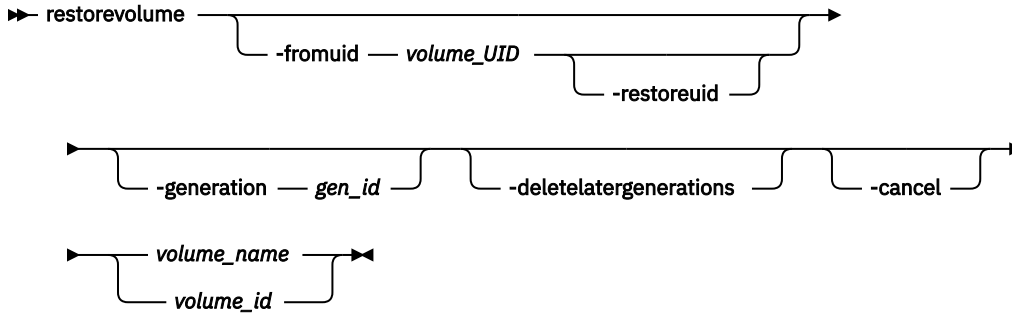 restorevolume
-fromuid volume_UID
-restoreuid
-generation gen_id -deletelatergenerations -cancel
volume_name
volume_id